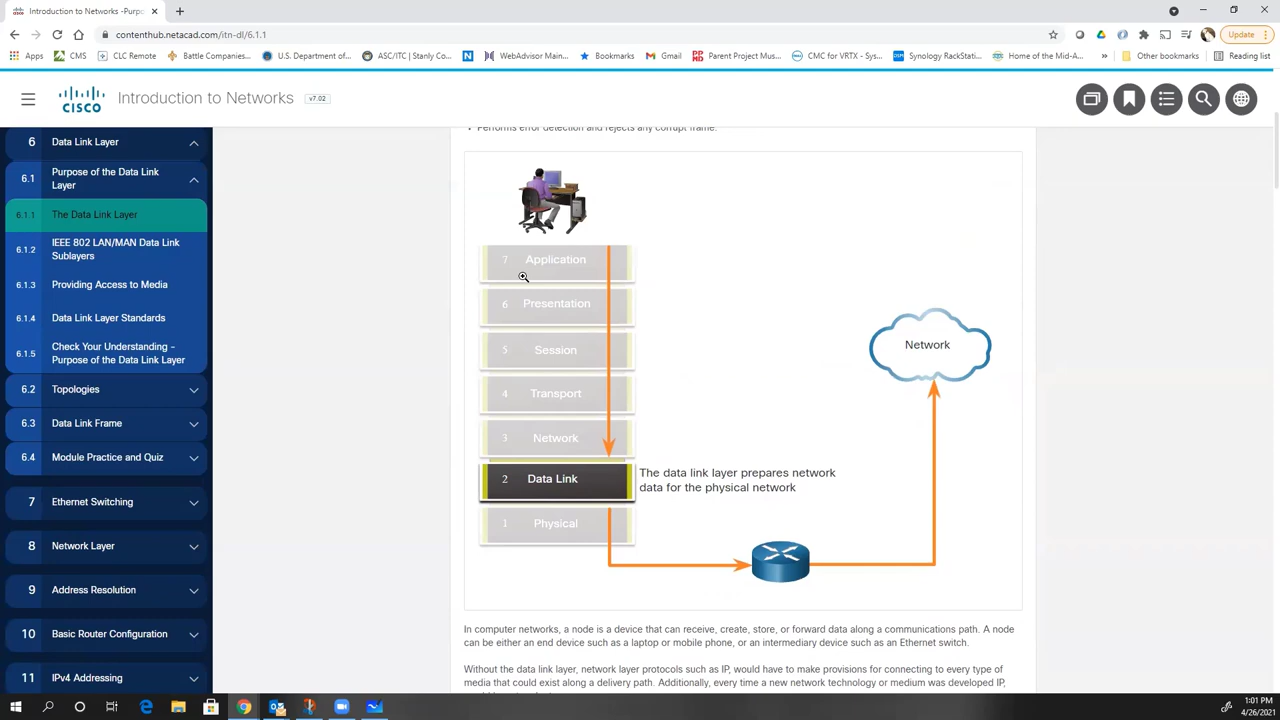 Introduction to Networks -Purpo
contenthub.netacad.com/itn-dl/6.1.1
Update
Apps
CMS
CLC Remote
Battle Companies...
U.S. Department of...
ASC/ITC | Stanly Co...
WebAdvisor Main...
Bookmarks
Gmail
Parent Project Mus...
CMC for VRTX - Sys...
Synology RackStati...
Home of the Mid-A...
»
Other bookmarks
Reading list
CISCO
Introduction to Networks
v7.02
6 Data Link Layer
6.1 Purpose of the Data Link
Layer
6.1.1 The Data Link Layer
6.1.2 IEEE 802 LAN/MAN Data Link
Sublayers
6.1.3 Providing Access to Media
6.1.4 Data Link Layer Standards
6.1.5 Check Your Understanding -
Purpose of the Data Link Layer
6.2 Topologies
6.3 Data Link Frame
6.4 Module Practice and Quiz
7 Ethernet Switching
8 Network Layer
9 Address Resolution
10 Basic Router Configuration
11 IPv4 Addressing
• Performs error detection and rejects any corrupt frame.
7 Application
6 Presentation
5 Session
4 Transport
3 Network
2 Data Link
1 Physical
The data link layer prepares network
data for the physical network
Network
In computer networks, a node is a device that can receive, create, store, or forward data along a communications path. A node
can be either an end device such as a laptop or mobile phone, or an intermediary device such as an Ethernet switch.
Without the data link layer, network layer protocols such as IP, would have to make provisions for connecting to every type of
media that could exist along a delivery path. Additionally, every time a new network technology or medium was developed IP,
1:01 PM
4/26/2021